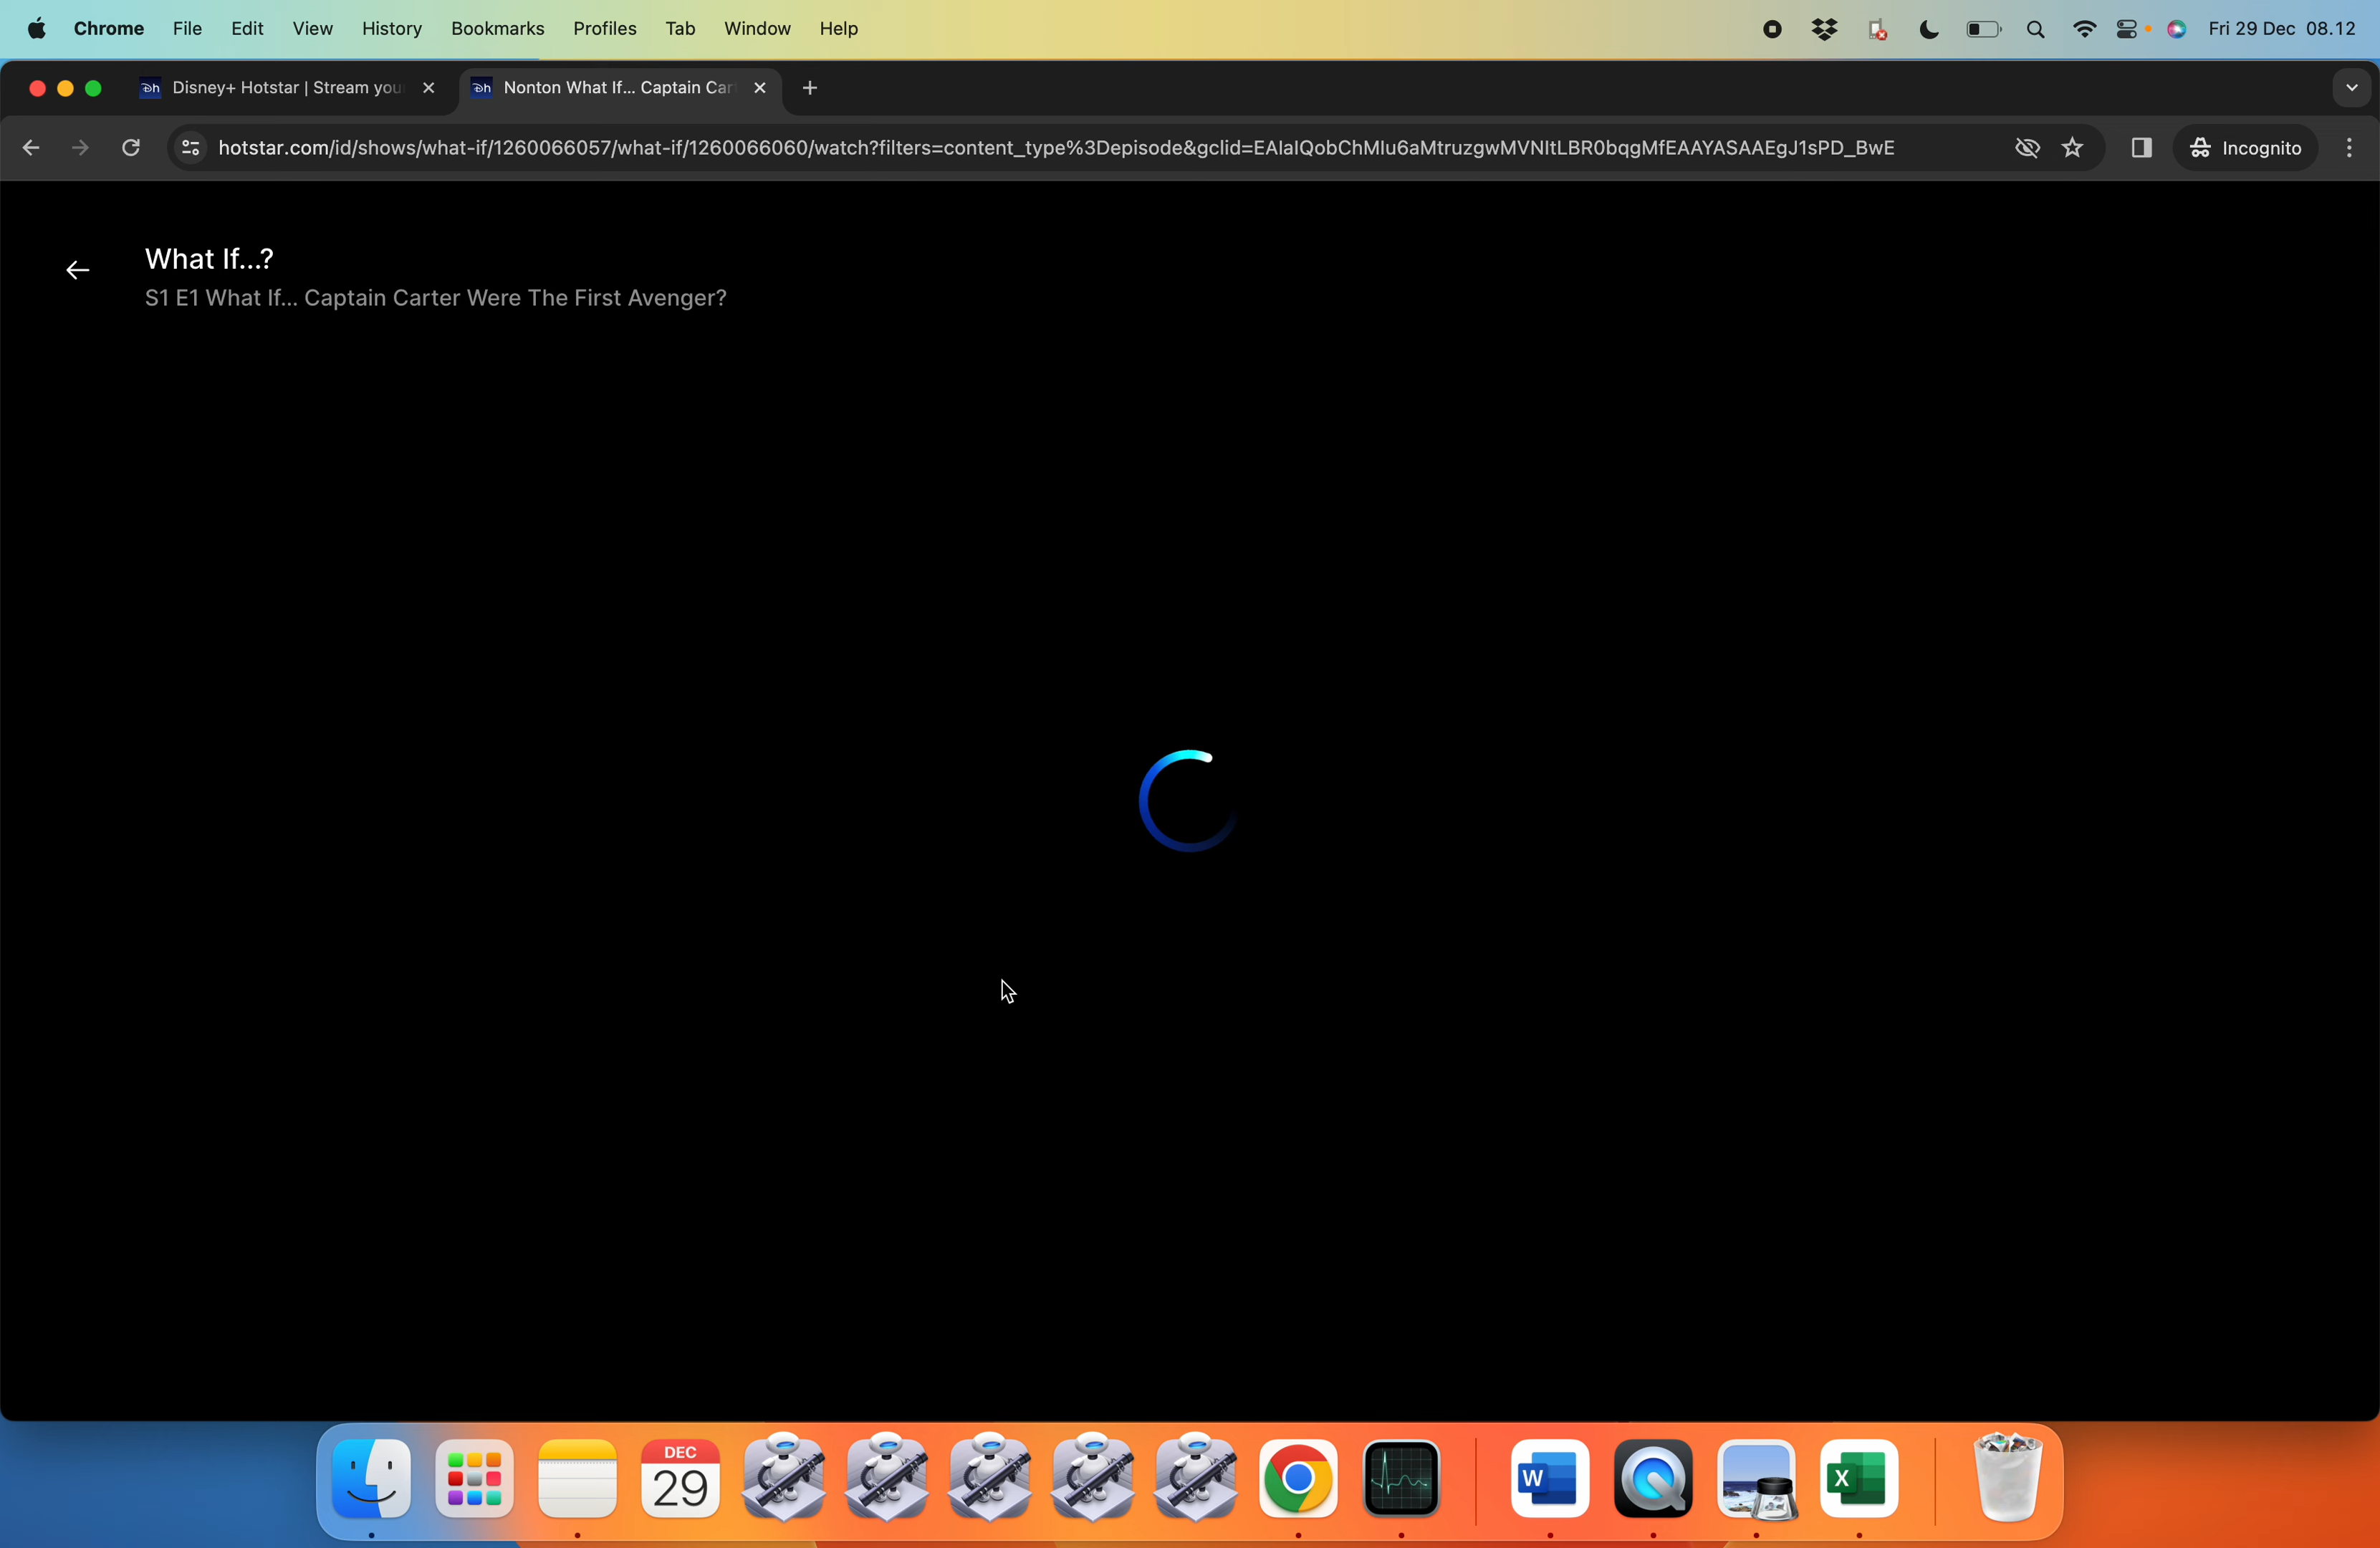 Chrome File Edit View History Bookmarks Profiles Tab Window Help Fri 29 Dec 08.12
Disney+ Hotstar | Stream you Nonton What If... Captain Car
hotstar.com/id/shows/what-if/1260066057/what-if/1260066060/watch?filters=content_type%3Depisode&gclid=EAIaIQobChMIu6aMtruzgwMVNItLBR0bqgMfEAAYASAAEgJ1sPD_BwE Incognito
What If...?
S1 E1 What If... Captain Carter Were The First Avenger?
DEC
29
W
X